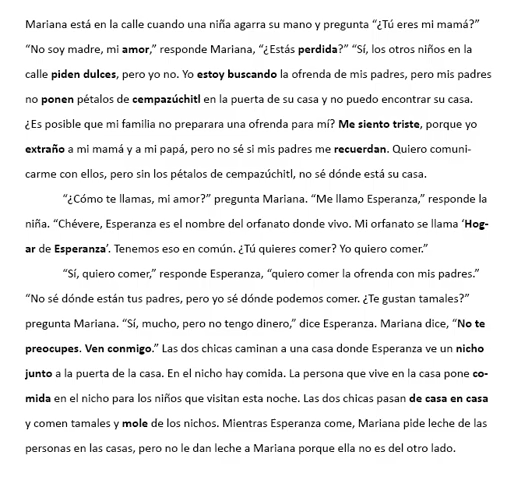 Mariana está en la calle cuando una niña agarra su mano y pregunta “¿Tú eres mi mamá?”
“No soy madre, mi amor,” responde Mariana, “¿Estás perdida?” “Sí, los otros niños en la
calle piden dulces, pero yo no. Yo estoy buscando la ofrenda de mis padres, pero mis padres
no ponen pétalos de cempazúchitl en la puerta de su casa y no puedo encontrar su casa.
¿Es posible que mi familia no preparara una ofrenda para mí? Me siento triste, porque yo
extraño a mi mamá y a mi papá, pero no sé si mis padres me recuerdan. Quiero comuni-
carme con ellos, pero sin los pétalos de cempazúchitl, no sé dónde está su casa.
“¿Cómo te llamas, mi amor?” pregunta Mariana. “Me llamo Esperanza,” responde la
niña. “Chévere, Esperanza es el nombre del orfanato donde vivo. Mi orfanato se llama ‘Hog-
ar de Esperanza’. Tenemos eso en común. ¿Tú quieres comer? Yo quiero comer.”
“Sí, quiero comer,” responde Esperanza, “quiero comer la ofrenda con mis padres.”
“No sé dónde están tus padres, pero yo sé dónde podemos comer. ¿Te gustan tamales?”
pregunta Mariana. “Sí, mucho, pero no tengo dinero,” dice Esperanza. Mariana dice, “No te
preocupes. Ven conmigo.” Las dos chicas caminan a una casa donde Esperanza ve un nicho
junto a la puerta de la casa. En el nicho hay comida. La persona que vive en la casa pone co-
mida en el nicho para los niños que visitan esta noche. Las dos chicas pasan de casa en casa
y comen tamales y mole de los nichos. Mientras Esperanza come, Mariana pide leche de las
personas en las casas, pero no le dan leche a Mariana porque ella no es del otro lado.